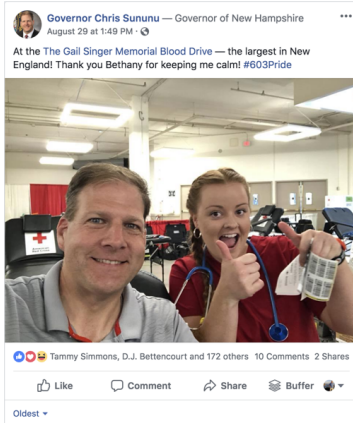 Governor Chris Sununu — Governor of New Hampshire
August 29 at 1:49 PM ·
At the The Gail Singer Memorial Blood Drive — the largest in New
England! Thank you Bethany for keeping me calm! #603Pride
Tammy Simmons, D.J. Bettencourt and 172 others 10 Comments 2 Shares
Like Comment Share Buffer
Oldest